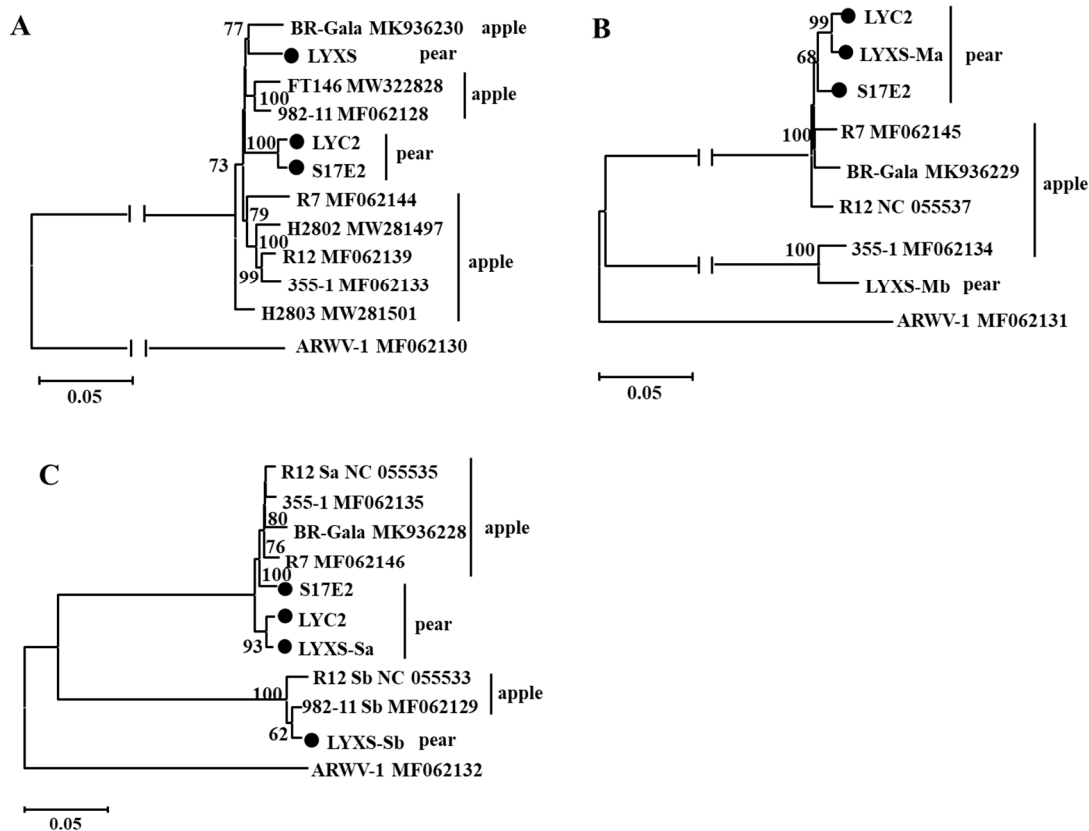 A
77
BR-Gala MK936230 apple
LYXS pear
FT146 MW322828
100
982-11 MF062128
apple
100
LYC2
S17E2
pear
73
R7 MF062144
79
H2802 MW281497
100
R12 MF062139
99
355-1 MF062133
H2803 MW281501
apple
ARWV-1 MF062130
0.05
B
99
LYC2
68
LYXS-Ma
pear
S17E2
100
R7 MF062145
BR-Gala MK936229
apple
R12 NC 055537
100
355-1 MF062134
LYXS-Mb pear
ARWV-1 MF062131
0.05
C
R12 Sa NC 055535
355-1 MF062135
80
BR-Gala MK936228
apple
76
R7 MF062146
100
S17E2
LYC2
pear
93
LYXS-Sa
R12 Sb NC 055533
100
982-11 Sb MF062129
apple
62
LYXS-Sb pear
ARWV-1 MF062132
0.05